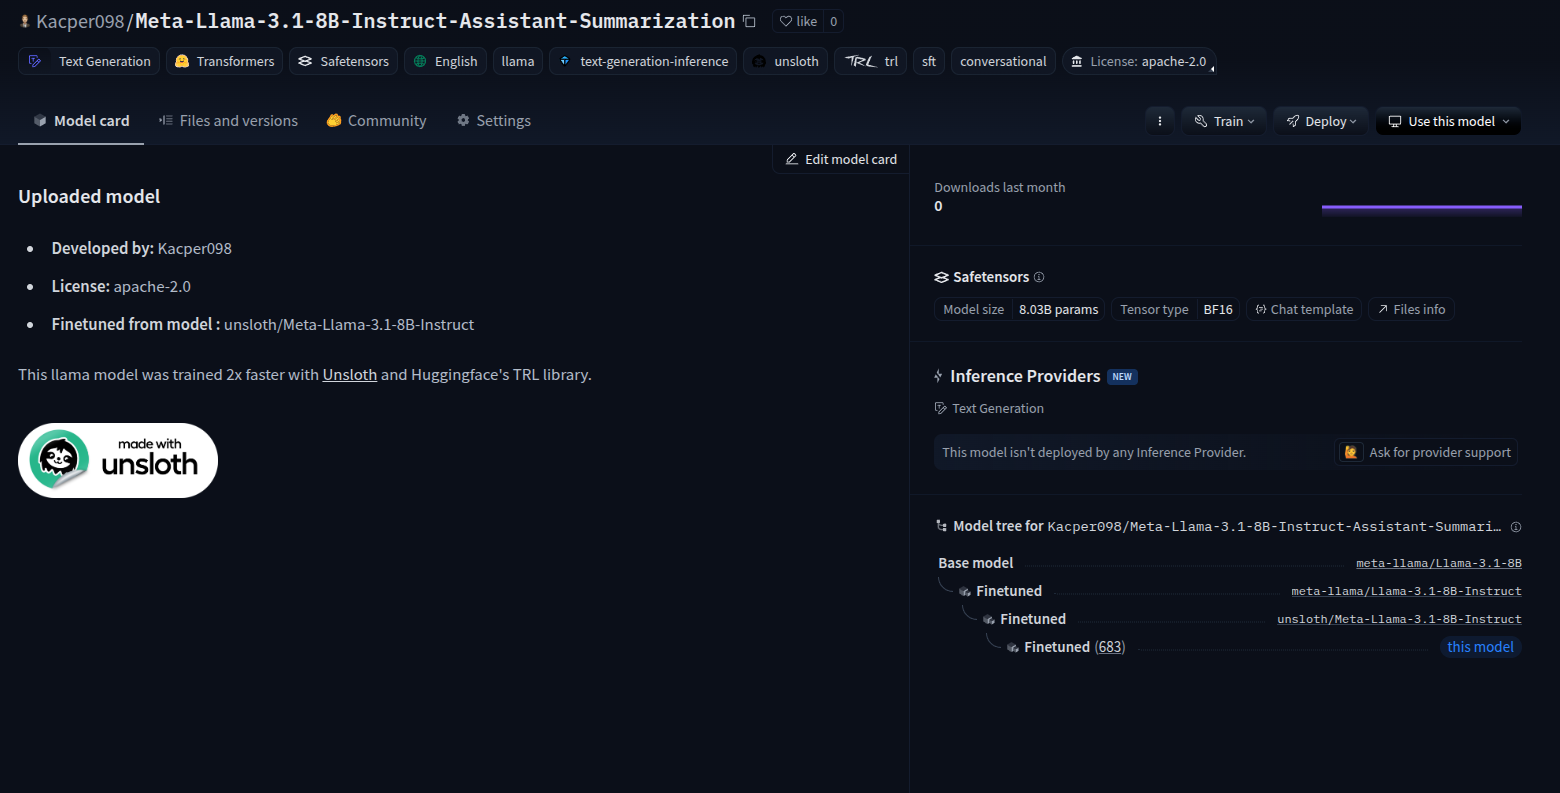 Kacper098/Meta-Llama-3.1-8B-Instruct-Assistant-Summarization like 0
Text Generation Transformers Safetensors English llama text-generation-inference unsloth TRL trl sft conversational License: apache-2.0
Model card Files and versions Community Settings Train Deploy Use this model
Edit model card
Uploaded model
• Developed by: Kacper098
• License: apache-2.0
• Finetuned from model : unsloth/Meta-Llama-3.1-8B-Instruct
This llama model was trained 2x faster with Unsloth and Huggingface's TRL library.
made with
unsloth
Downloads last month
0
Safetensors
Model size 8.03B params Tensor type BF16 Chat template Files info
Inference Providers NEW
Text Generation
This model isn't deployed by any Inference Provider. Ask for provider support
Model tree for Kacper098/Meta-Llama-3.1-8B-Instruct-Assistant-Summari…
Base model meta-llama/Llama-3.1-8B
Finetuned meta-llama/Llama-3.1-8B-Instruct
Finetuned unsloth/Meta-Llama-3.1-8B-Instruct
Finetuned (683) this model